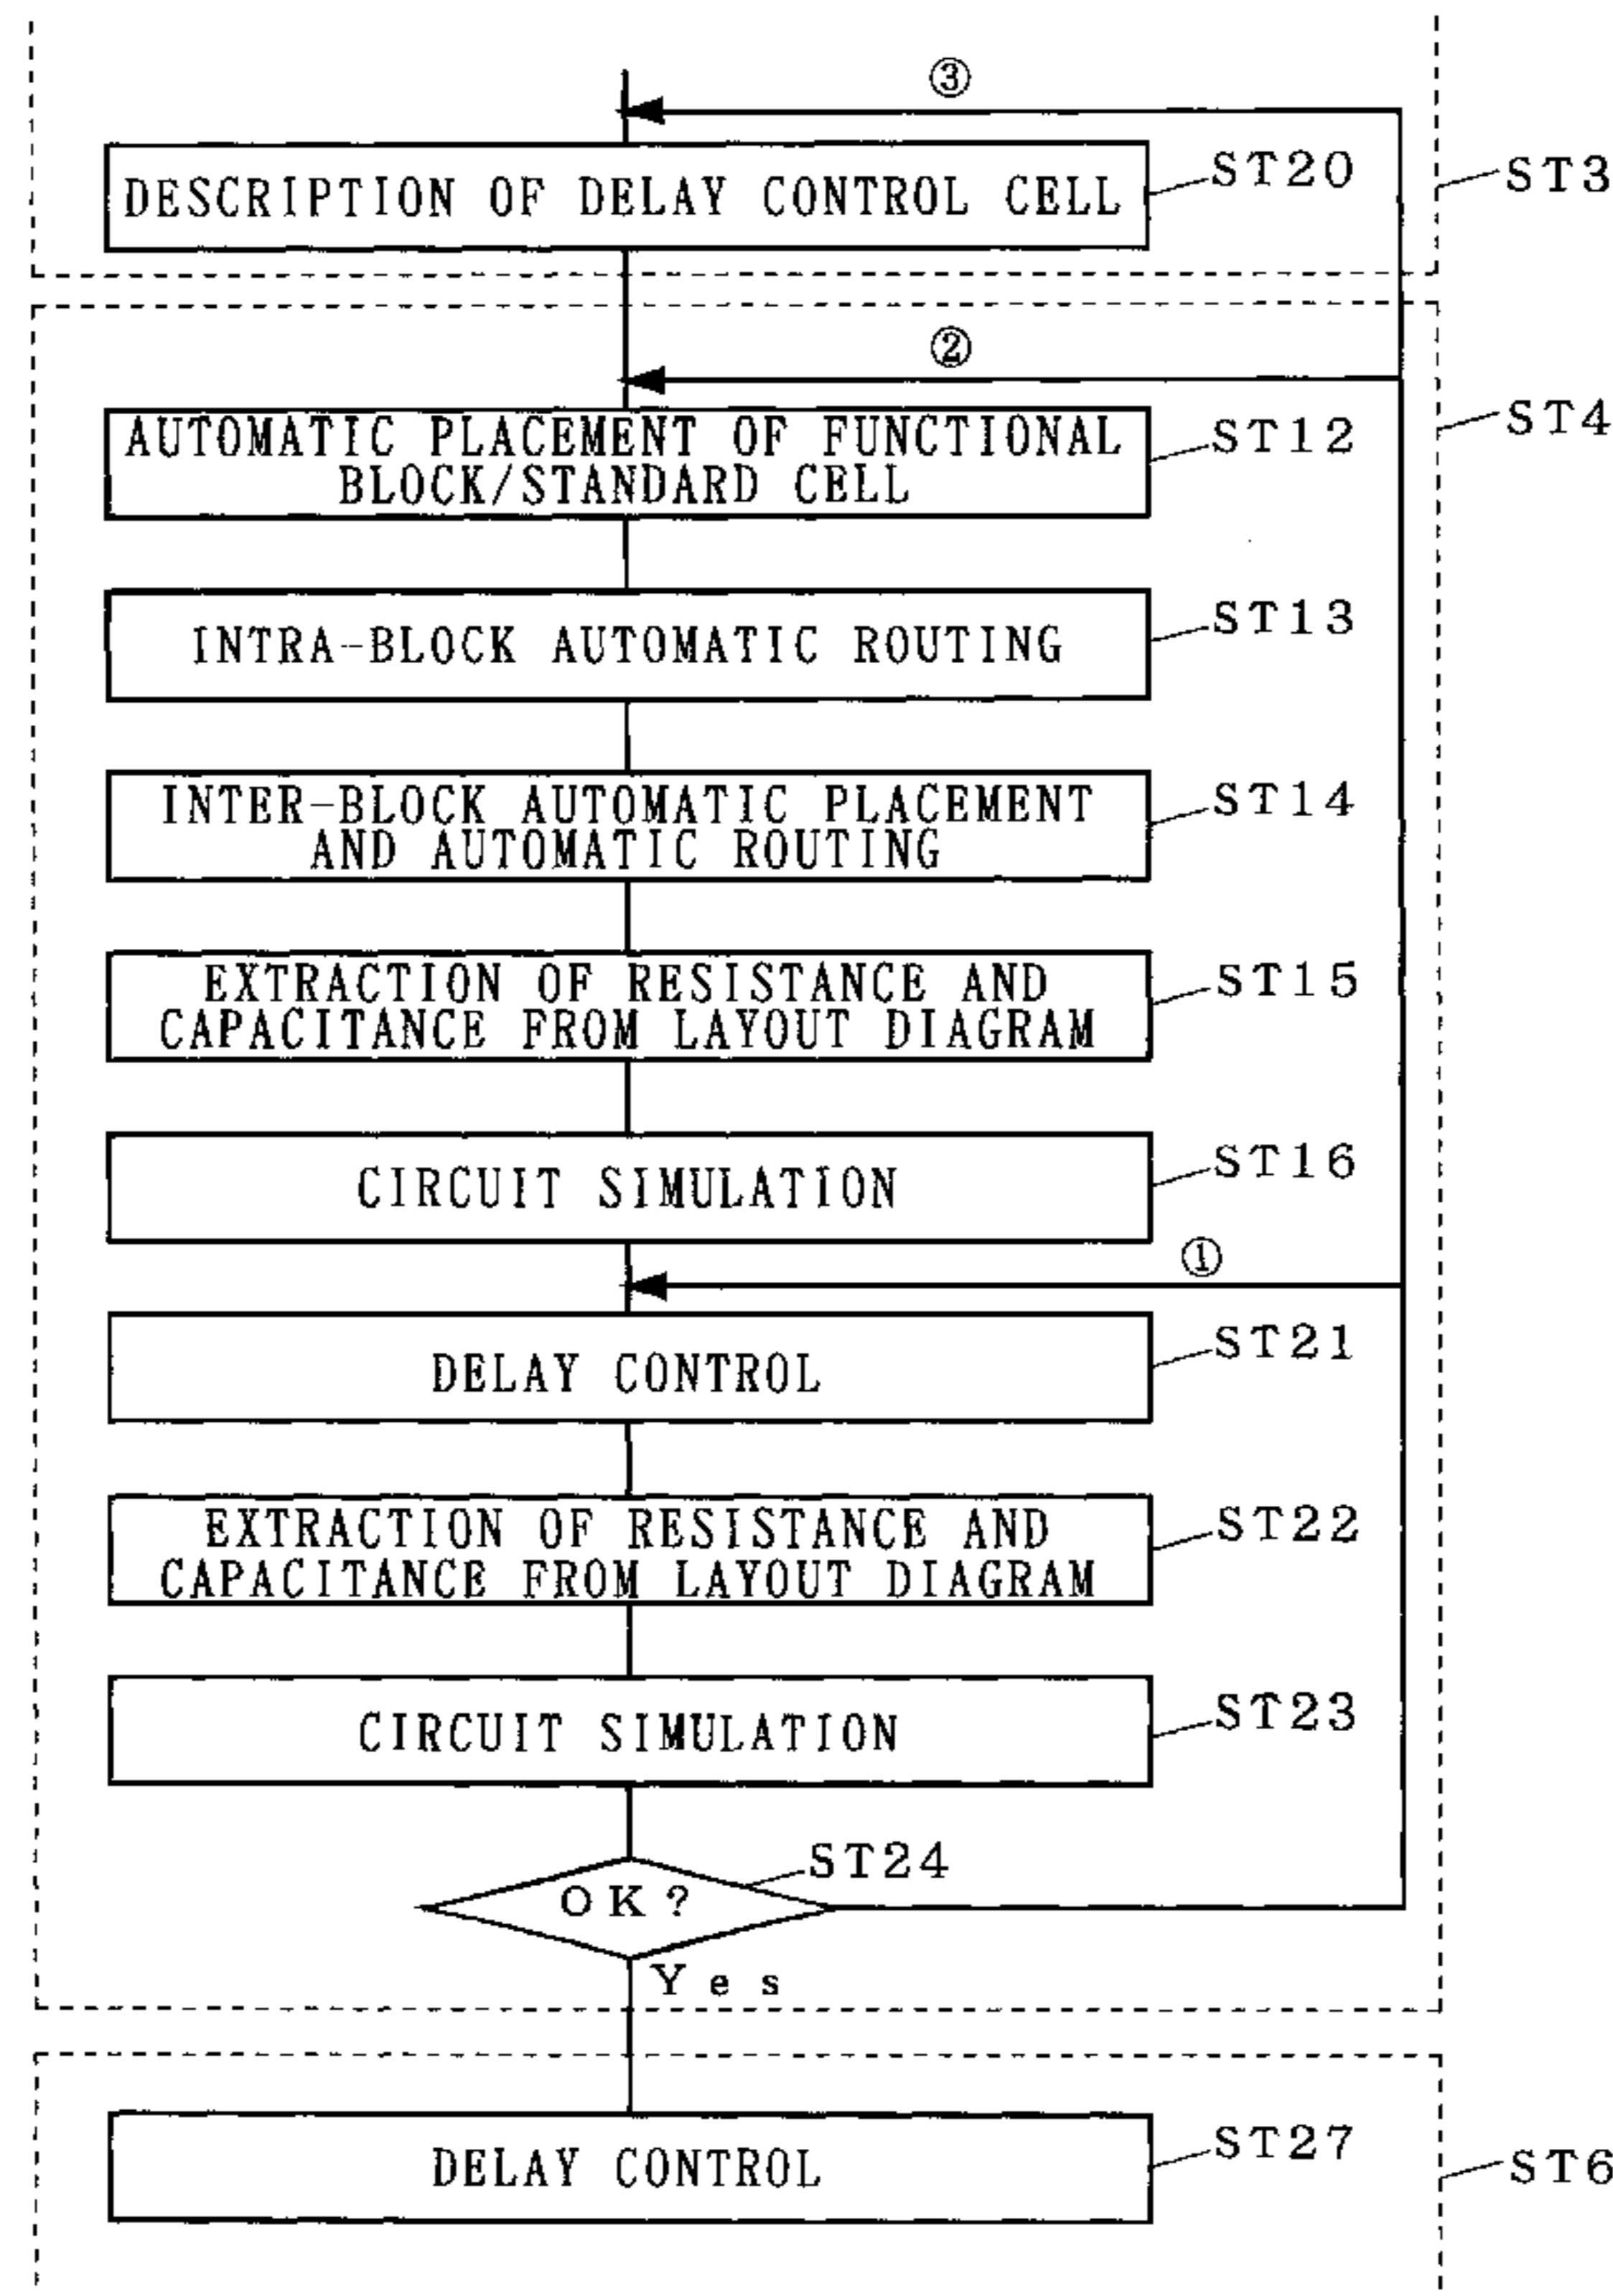 ③
DESCRIPTION OF DELAY CONTROL CELL
ST20
ST3
②
AUTOMATIC PLACEMENT OF FUNCTIONAL
BLOCK/STANDARD CELL
ST12
ST4
INTRA-BLOCK AUTOMATIC ROUTING
ST13
INTER-BLOCK AUTOMATIC PLACEMENT
AND AUTOMATIC ROUTING
ST14
EXTRACTION OF RESISTANCE AND
CAPACITANCE FROM LAYOUT DIAGRAM
ST15
CIRCUIT SIMULATION
ST16
①
DELAY CONTROL
ST21
EXTRACTION OF RESISTANCE AND
CAPACITANCE FROM LAYOUT DIAGRAM
ST22
CIRCUIT SIMULATION
ST23
ST24
OK?
Yes
DELAY CONTROL
ST27
ST6